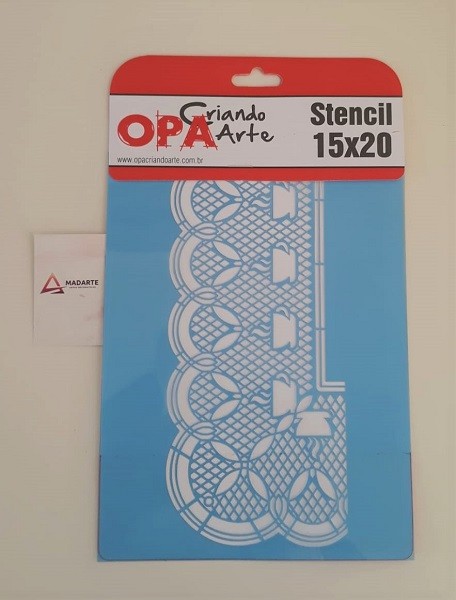 OPA Criando Arte
www.opacriandoarte.com.br
Stencil
15x20
MADARTE